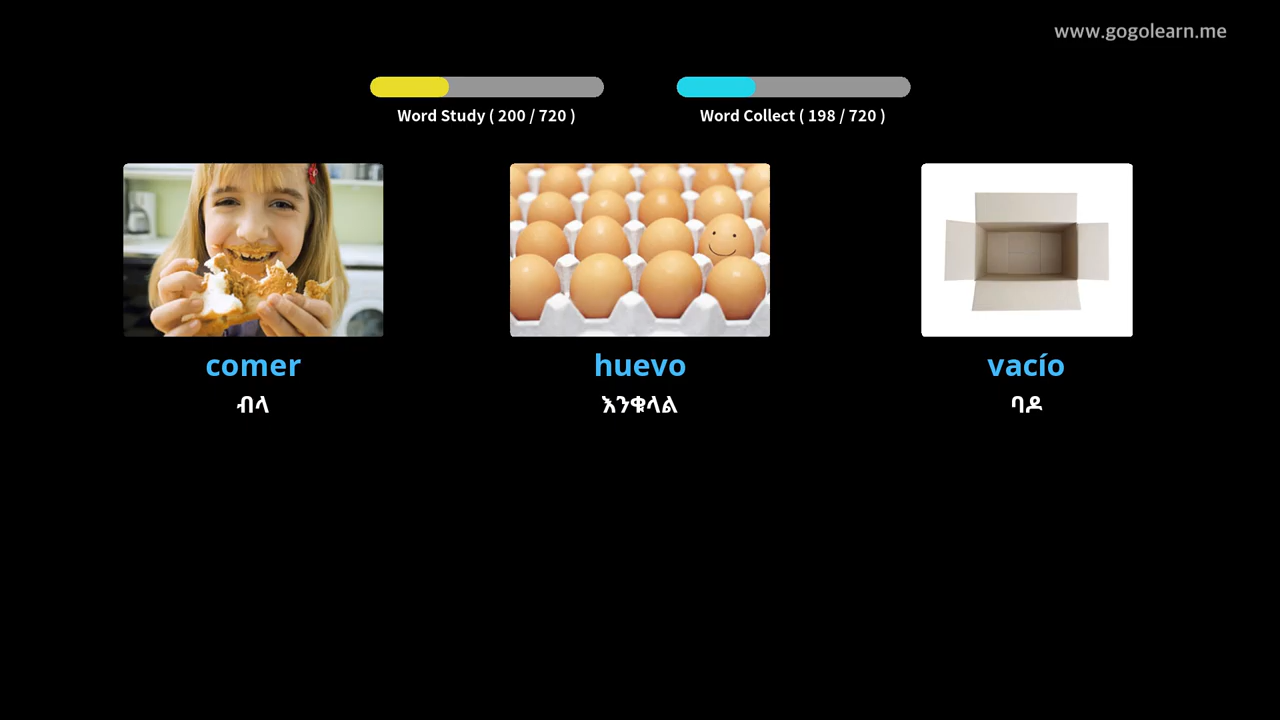 www.gogolearn.me
Word Study ( 200 / 720 )
Word Collect ( 198 / 720 )
comer
ብላ
huevo
እንቁላል
vacío
ባዶ